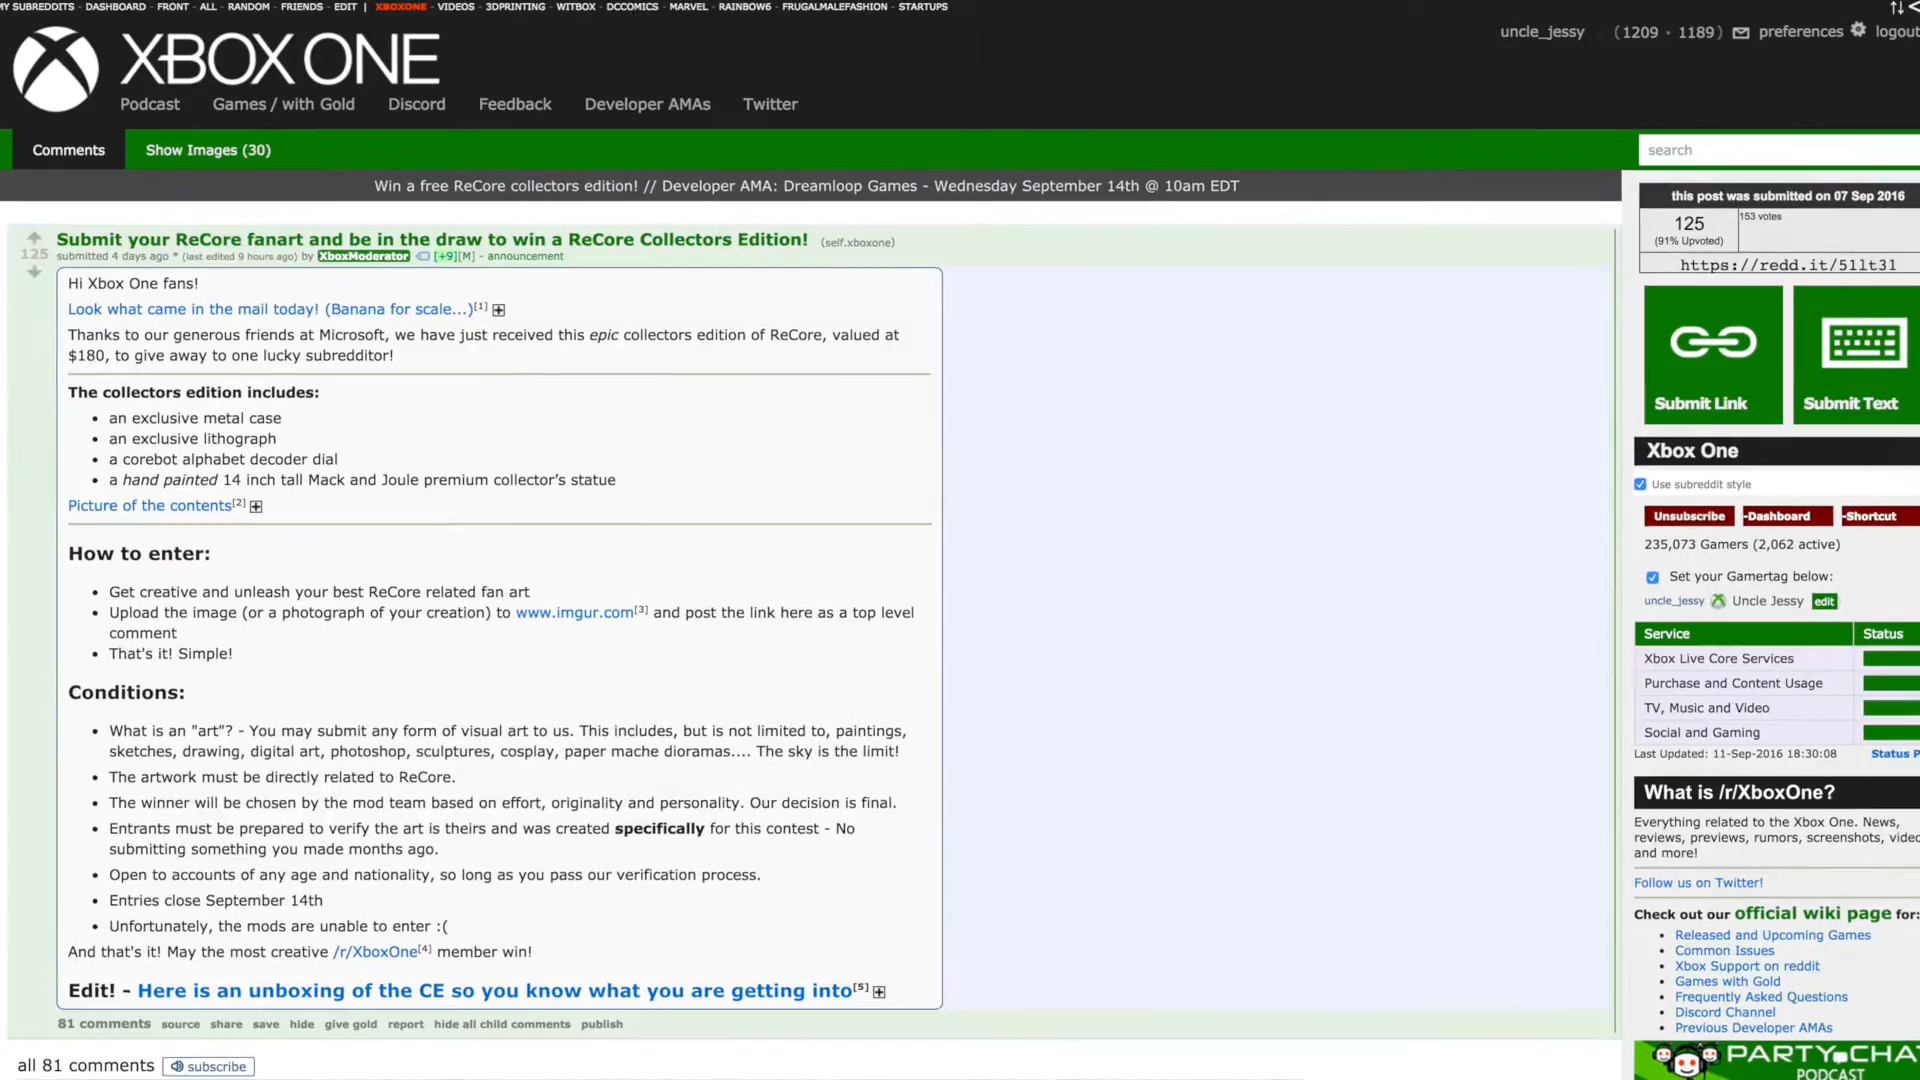 MY SUBREDDITS - DASHBOARD - FRONT - ALL - RANDOM - FRIENDS - EDIT | XBOXONE - VIDEOS - 3DPRINTING - WITBOX - DCCOMICS - MARVEL - RAINBOW6 - FRUGALMALEFASHION - STARTUPS
uncle_jessy (1209 · 1189) preferences logout
XBOX ONE
Podcast Games / with Gold Discord Feedback Developer AMAs Twitter
Comments Show Images (30)
search
Win a free ReCore collectors edition! // Developer AMA: Dreamloop Games - Wednesday September 14th @ 10am EDT
Submit your ReCore fanart and be in the draw to win a ReCore Collectors Edition! (self.xboxone)
125
submitted 4 days ago * (last edited 9 hours ago) by XboxModerator [+9][M] - announcement
Hi Xbox One fans!
Look what came in the mail today! (Banana for scale...)[1]
Thanks to our generous friends at Microsoft, we have just received this epic collectors edition of ReCore, valued at
$180, to give away to one lucky subredditor!
The collectors edition includes:
• an exclusive metal case
• an exclusive lithograph
• a corebot alphabet decoder dial
• a hand painted 14 inch tall Mack and Joule premium collector’s statue
Picture of the contents[2]
How to enter:
• Get creative and unleash your best ReCore related fan art
• Upload the image (or a photograph of your creation) to www.imgur.com[3] and post the link here as a top level
comment
• That's it! Simple!
Conditions:
• What is an "art"? - You may submit any form of visual art to us. This includes, but is not limited to, paintings,
sketches, drawing, digital art, photoshop, sculptures, cosplay, paper mache dioramas.... The sky is the limit!
• The artwork must be directly related to ReCore.
• The winner will be chosen by the mod team based on effort, originality and personality. Our decision is final.
• Entrants must be prepared to verify the art is theirs and was created specifically for this contest - No
submitting something you made months ago.
• Open to accounts of any age and nationality, so long as you pass our verification process.
• Entries close September 14th
• Unfortunately, the mods are unable to enter :(
And that's it! May the most creative /r/XboxOne[4] member win!
Edit! - Here is an unboxing of the CE so you know what you are getting into[5]
81 comments source share save hide give gold report hide all child comments publish
all 81 comments subscribe
this post was submitted on 07 Sep 2016
125 153 votes
(91% Upvoted)
https://redd.it/51lt31
Submit Link Submit Text
Xbox One
Use subreddit style
Unsubscribe -Dashboard -Shortcut
235,073 Gamers (2,062 active)
Set your Gamertag below:
uncle_jessy Uncle Jessy edit
Service Status
Xbox Live Core Services
Purchase and Content Usage
TV, Music and Video
Social and Gaming
Last Updated: 11-Sep-2016 18:30:08 Status P
What is /r/XboxOne?
Everything related to the Xbox One. News,
reviews, previews, rumors, screenshots, video
and more!
Follow us on Twitter!
Check out our official wiki page for:
• Released and Upcoming Games
• Common Issues
• Xbox Support on reddit
• Games with Gold
• Frequently Asked Questions
• Discord Channel
• Previous Developer AMAs
PARTY CHA
PODCAST